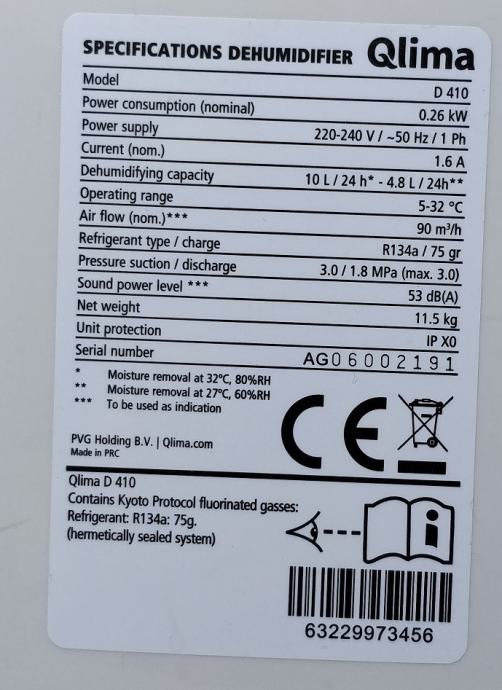 SPECIFICATIONS DEHUMIDIFIER Qlima
Model D 410
Power consumption (nominal) 0.26 kW
Power supply 220-240 V / ~50 Hz / 1 Ph
Current (nom.) 1.6 A
Dehumidifying capacity 10 L / 24 h* - 4.8 L / 24h**
Operating range 5-32 °C
Air flow (nom.)*** 90 m³/h
Refrigerant type / charge R134a / 75 gr
Pressure suction / discharge 3.0 / 1.8 MPa (max. 3.0)
Sound power level *** 53 dB(A)
Net weight 11.5 kg
Unit protection IP X0
Serial number AG06002191
* Moisture removal at 32°C, 80%RH
** Moisture removal at 27°C, 60%RH
*** To be used as indication
CE
PVG Holding B.V. | Qlima.com
Made in PRC
Qlima D 410
Contains Kyoto Protocol fluorinated gasses:
Refrigerant: R134a: 75g.
(hermetically sealed system)
i
63229973456